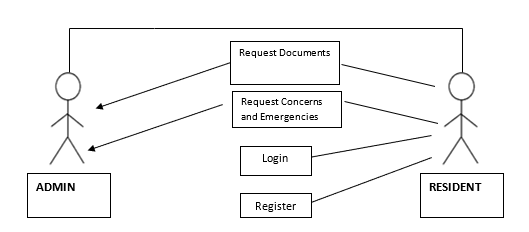 Request Documents
Request Concerns
and Emergencies
Login
ADMIN
RESIDENT
Register